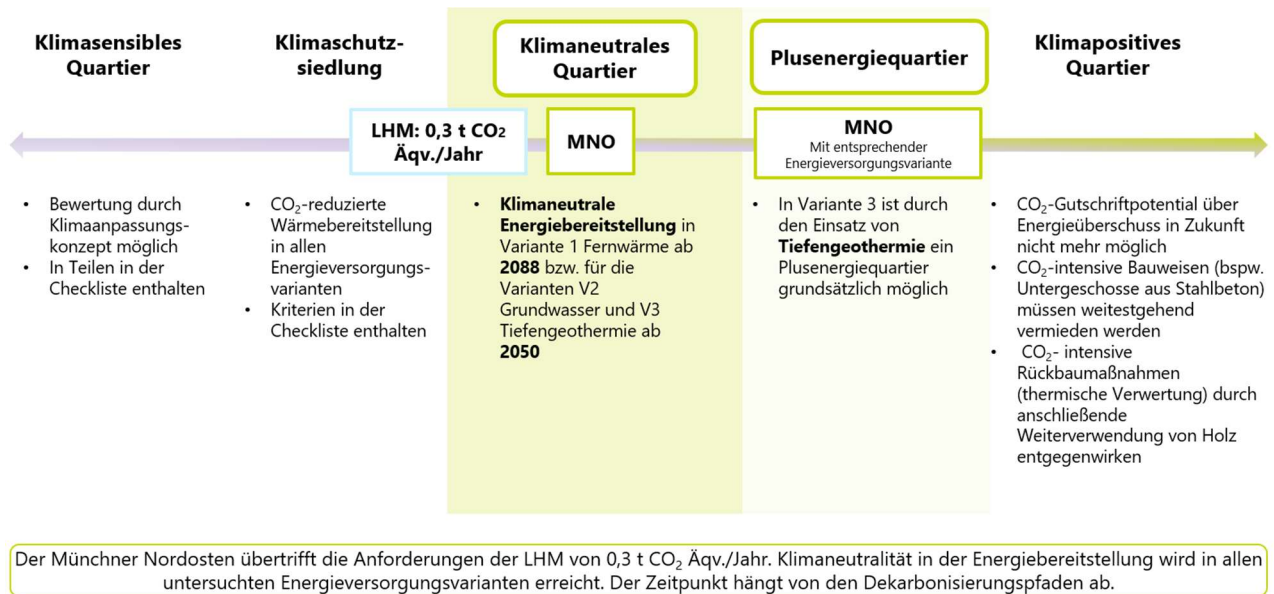 Klimasensibles
Quartier
Klimaschutz-
siedlung
Klimaneutrales
Quartier
Plusenergiequartier
Klimapositives
Quartier
LHM: 0,3 t CO₂
Äqv./Jahr
MNO
MNO
Mit entsprechender
Energieversorgungsvariante
• Bewertung durch
Klimaanpassungs-
konzept möglich
• In Teilen in der
Checkliste enthalten
• CO₂-reduzierte
Wärmebereitstellung
in allen
Energieversorgungs-
varianten
• Kriterien in der
Checkliste enthalten
• Klimaneutrale
Energiebereitstellung in
Variante 1 Fernwärme ab
2088 bzw. für die
Varianten V2
Grundwasser und V3
Tiefengeothermie ab
2050
• In Variante 3 ist durch
den Einsatz von
Tiefengeothermie ein
Plusenergiequartier
grundsätzlich möglich
• CO₂-Gutschriftpotential über
Energieüberschuss in Zukunft
nicht mehr möglich
• CO₂-intensive Bauweisen (bspw.
Untergeschosse aus Stahlbeton)
müssen weitestgehend
vermieden werden
• CO₂- intensive
Rückbaumaßnahmen
(thermische Verwertung) durch
anschließende
Weiterverwendung von Holz
entgegenwirken
Der Münchner Nordosten übertrifft die Anforderungen der LHM von 0,3 t CO₂ Äqv./Jahr. Klimaneutralität in der Energiebereitstellung wird in allen
untersuchten Energieversorgungsvarianten erreicht. Der Zeitpunkt hängt von den Dekarbonisierungspfaden ab.